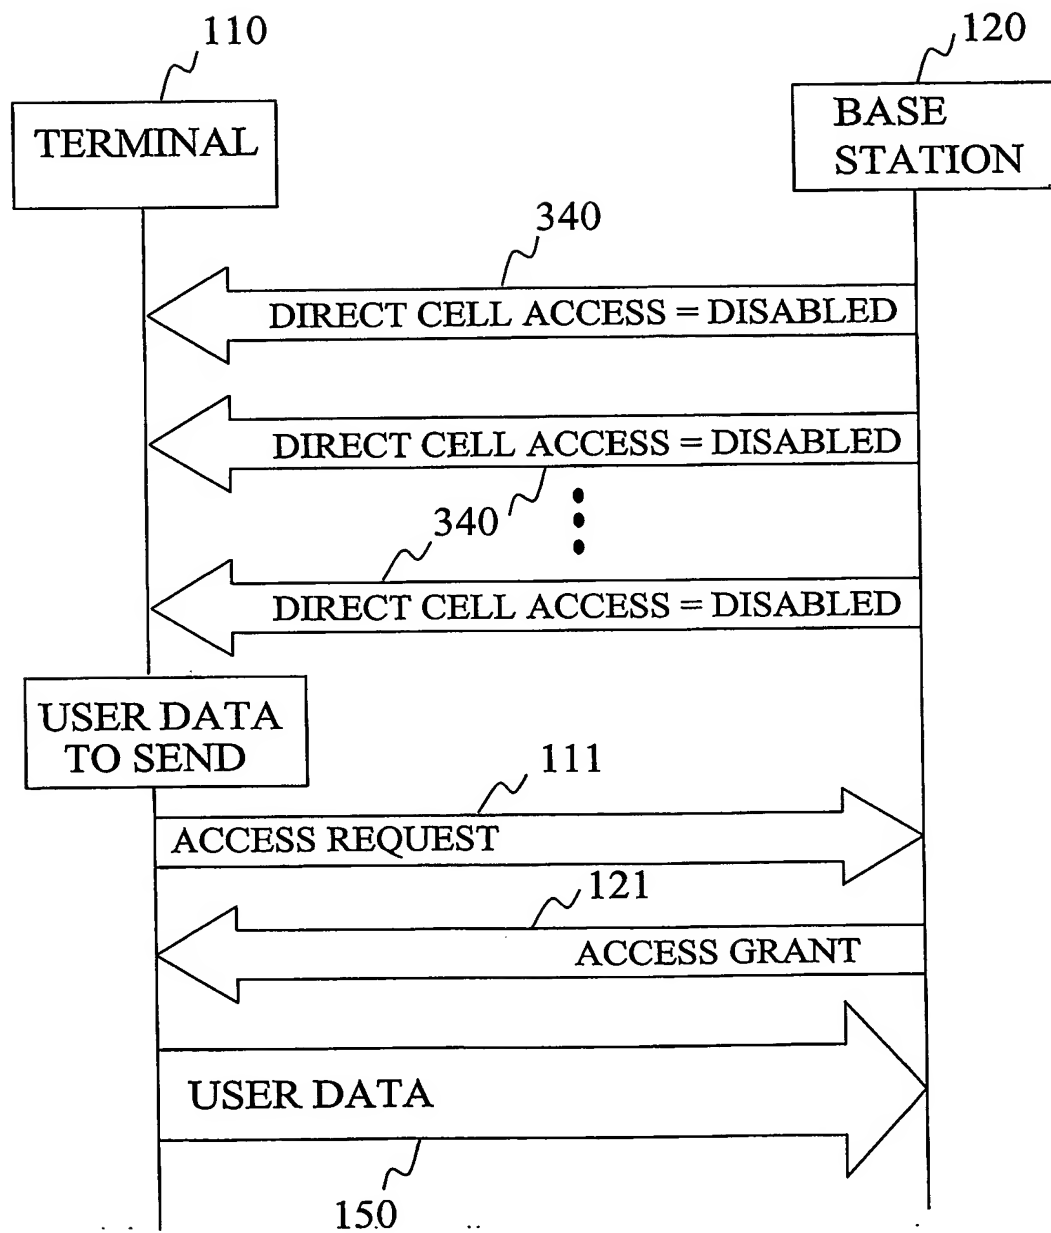 110
120
TERMINAL
BASE
STATION
340
DIRECT CELL ACCESS = DISABLED
DIRECT CELL ACCESS = DISABLED
340
DIRECT CELL ACCESS = DISABLED
USER DATA
TO SEND
111
ACCESS REQUEST
121
ACCESS GRANT
USER DATA
150